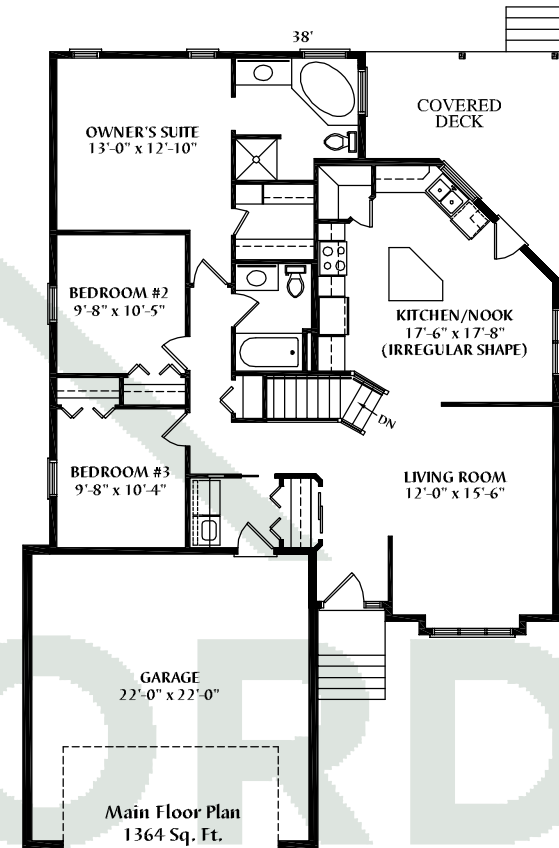 38'
COVERED
DECK
OWNER'S SUITE
13'-0" x 12'-10"
BEDROOM #2
9'-8" x 10'-5"
KITCHEN/NOOK
17'-6" x 17'-8"
(IRREGULAR SHAPE)
DN
BEDROOM #3
9'-8" x 10'-4"
LIVING ROOM
12'-0" x 15'-6"
GARAGE
22'-0" x 22'-0"
ORD
Main Floor Plan
1364 Sq. Ft.